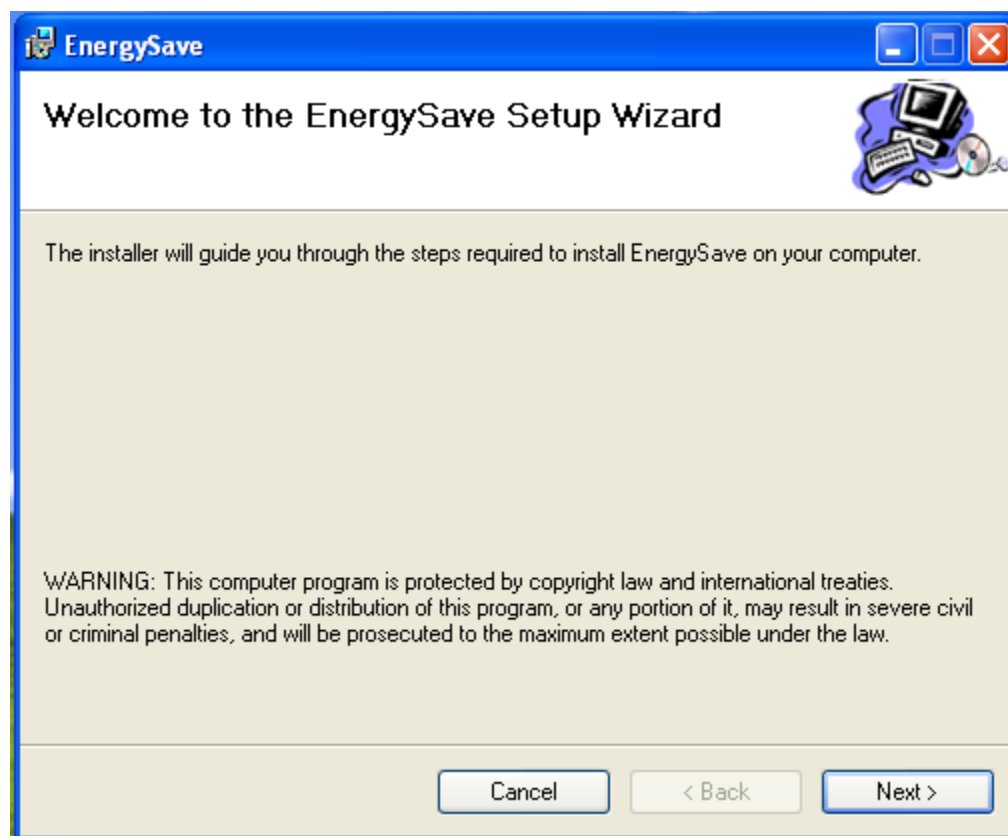 EnergySave
Welcome to the EnergySave Setup Wizard
The installer will guide you through the steps required to install EnergySave on your computer.
WARNING: This computer program is protected by copyright law and international treaties.
Unauthorized duplication or distribution of this program, or any portion of it, may result in severe civil
or criminal penalties, and will be prosecuted to the maximum extent possible under the law.
Cancel
< Back
Next >